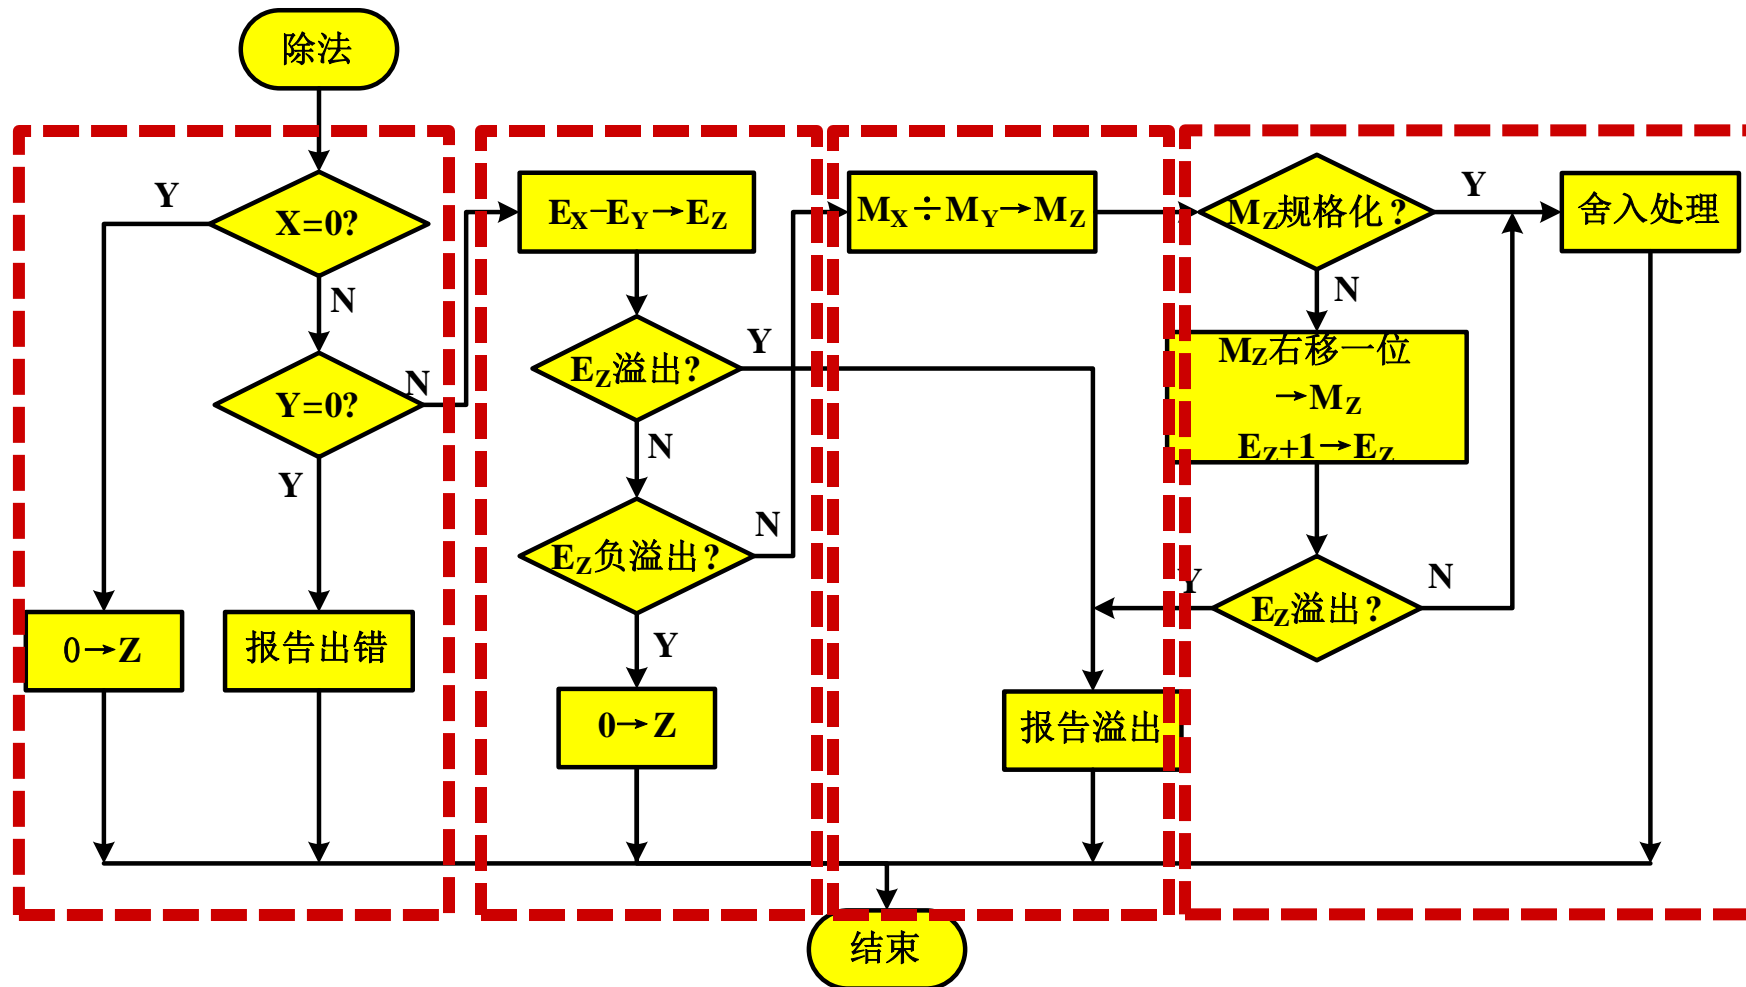 除法
X=0?
Y
N
Y=0?
N
Y
0→Z
报告出错
EX−EY→EZ
EZ溢出?
Y
N
EZ负溢出?
N
Y
0→Z
MX÷MY→MZ
报告溢出
MZ规格化?
Y
N
MZ右移一位
→MZ
EZ+1→EZ
EZ溢出?
Y
N
舍入处理
结束